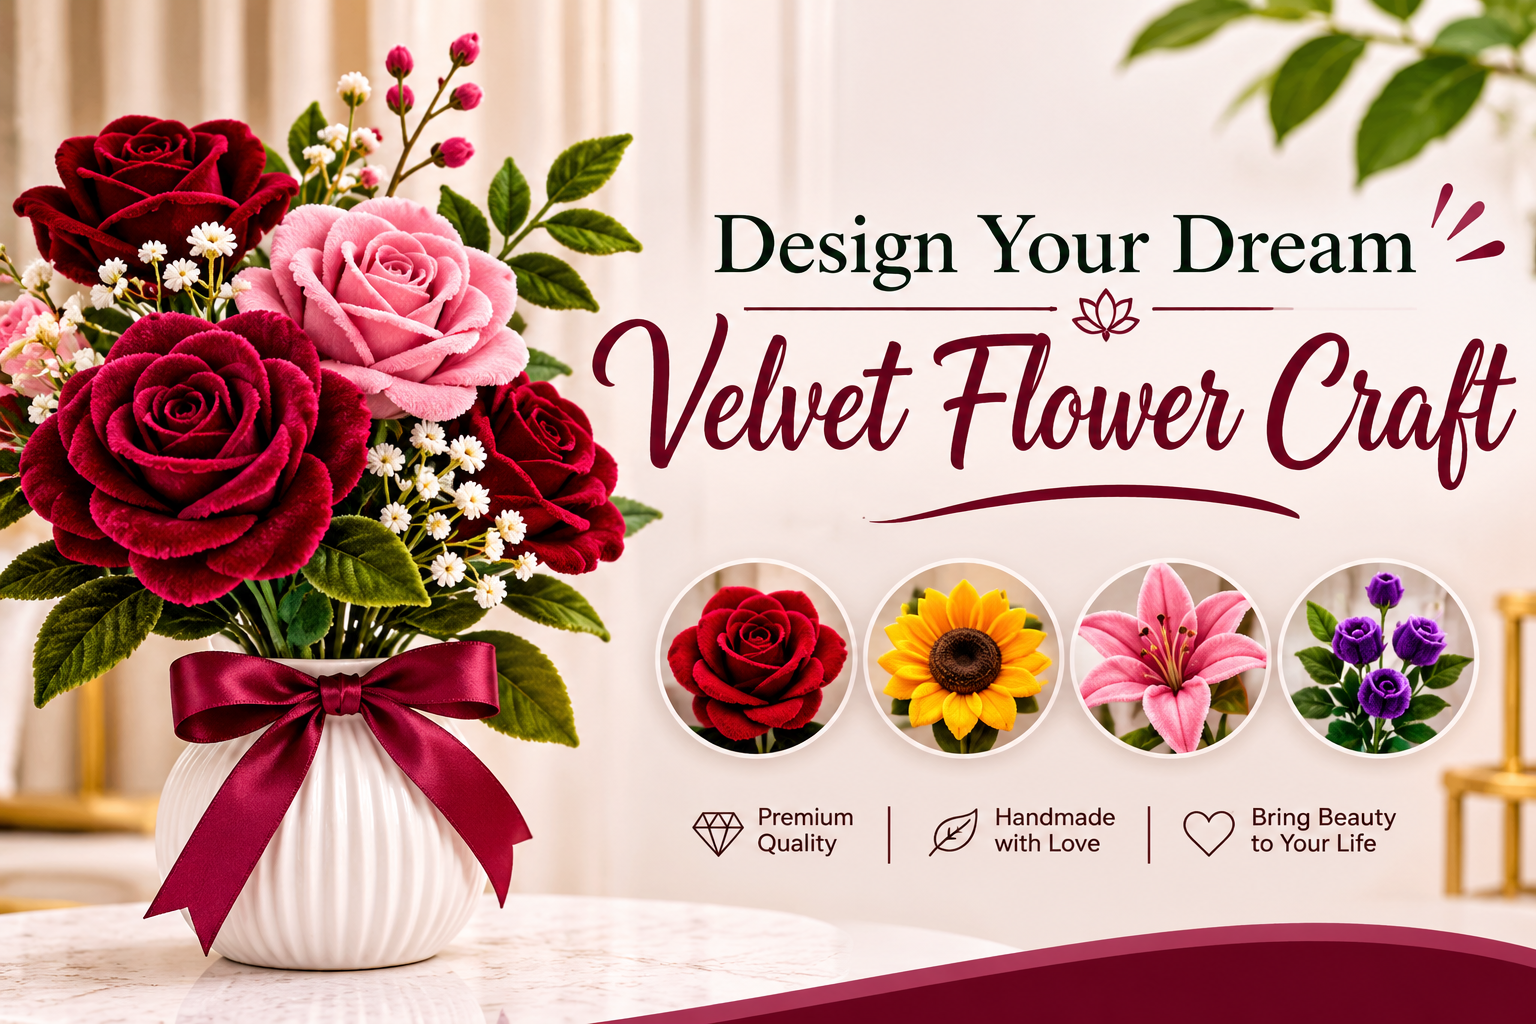 Design Your Dream
Velvet Flower Craft
Premium
Quality
Handmade
with Love
Bring Beauty
to Your Life